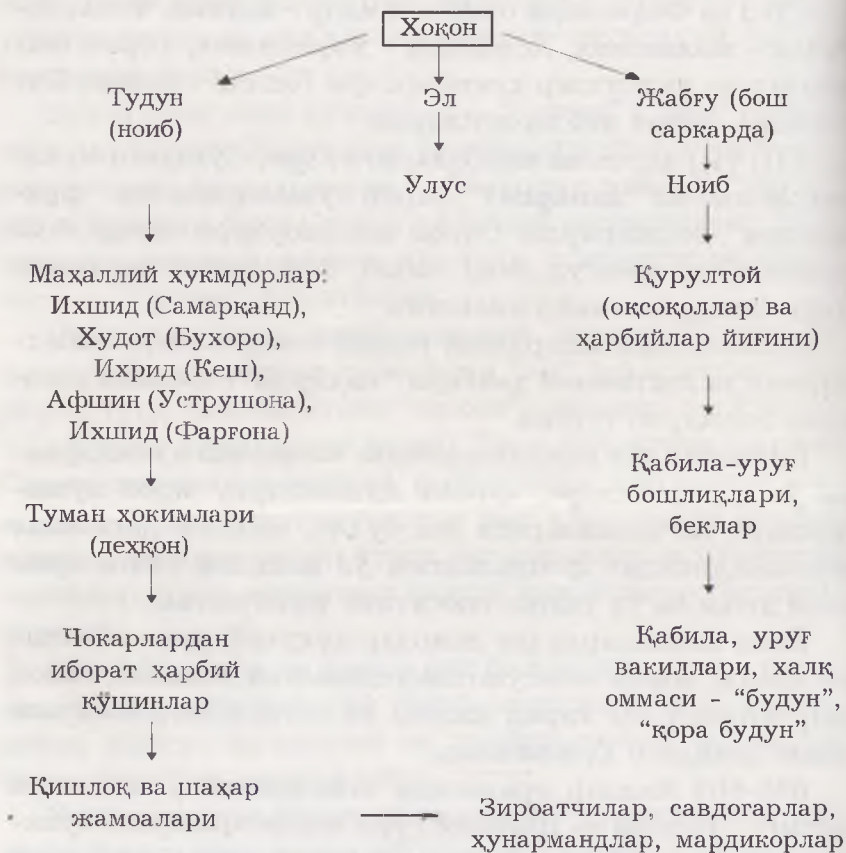 Хоқон
Тудун
(ноиб)
Эл
Жабғу (бош
саркарда)
Улус
Ноиб
Маҳаллий ҳукмдорлар:
Ихшид (Самарқанд),
Худот (Бухоро),
Ихрид (Кеш),
Афшин (Уструшона),
Ихшид (Фарғона)
Қурултой
(оқсоқоллар ва
ҳарбийлар йиғини)
Туман ҳокимлари
(деҳқон)
Қабила-уруғ
бошлиқлари,
беклар
Чокарлардан
иборат ҳарбий
қўшинлар
Қабила, уруғ
вакиллари, халқ
оммаси - “будун”,
“қора будун”
Қишлоқ ва шаҳар
жамоалари
Зироатчилар, савдогарлар,
ҳунармандлар, мардикорлар